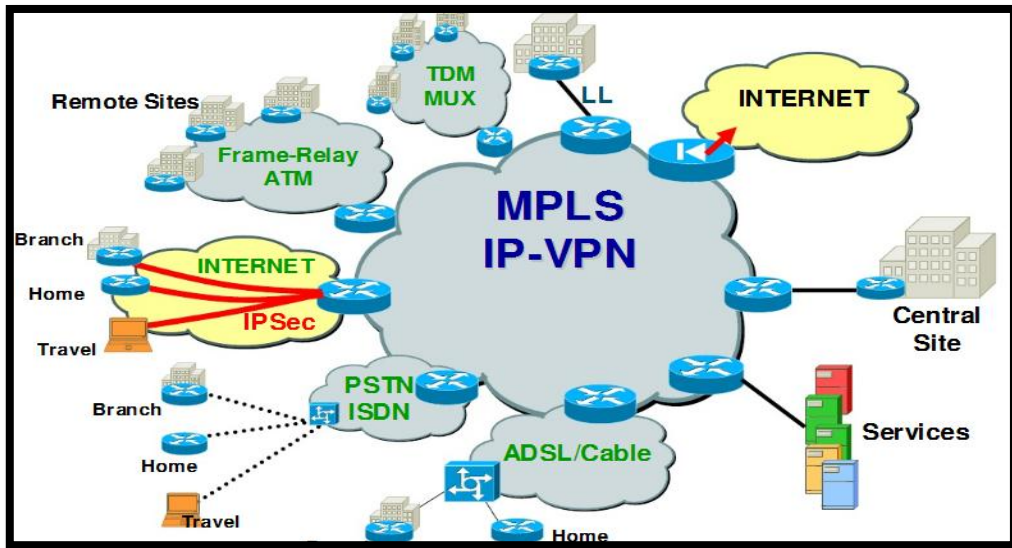 TDM
MUX
LL
INTERNET
Remote Sites
Frame-Relay
ATM
MPLS
IP-VPN
Branch
INTERNET
Home
IPSec
Travel
Central
Site
PSTN
ISDN
Branch
Home
Travel
ADSL/Cable
Services
Home